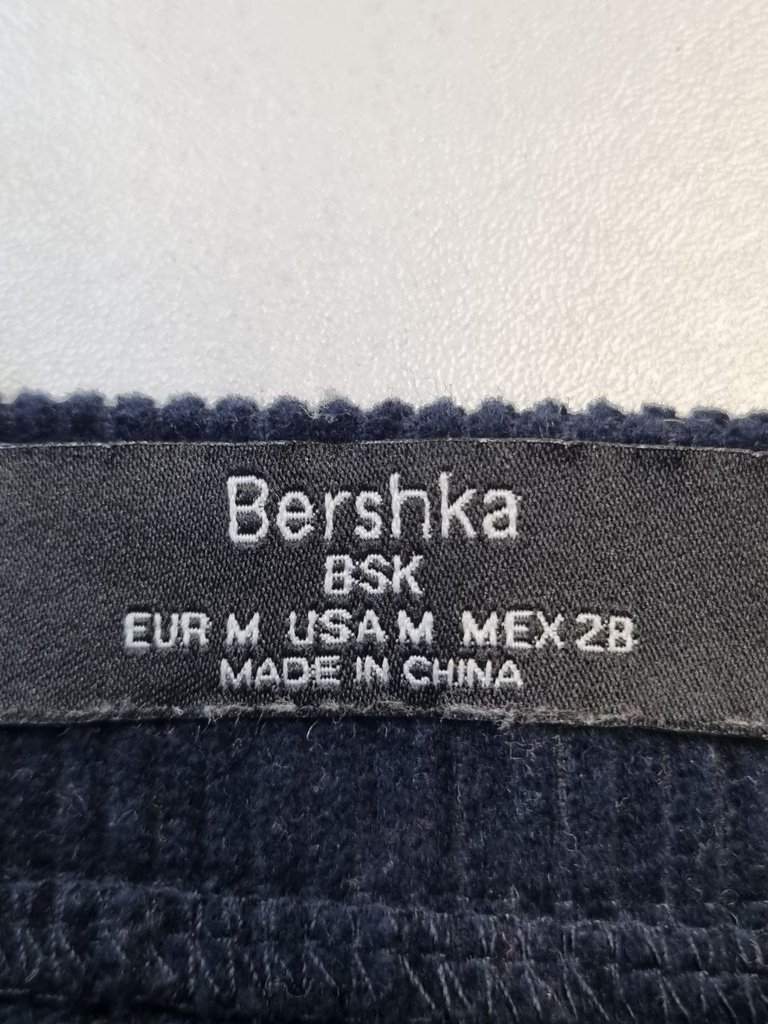 Bershka
BSK
EUR M USA M MEX 28
MADE IN CHINA